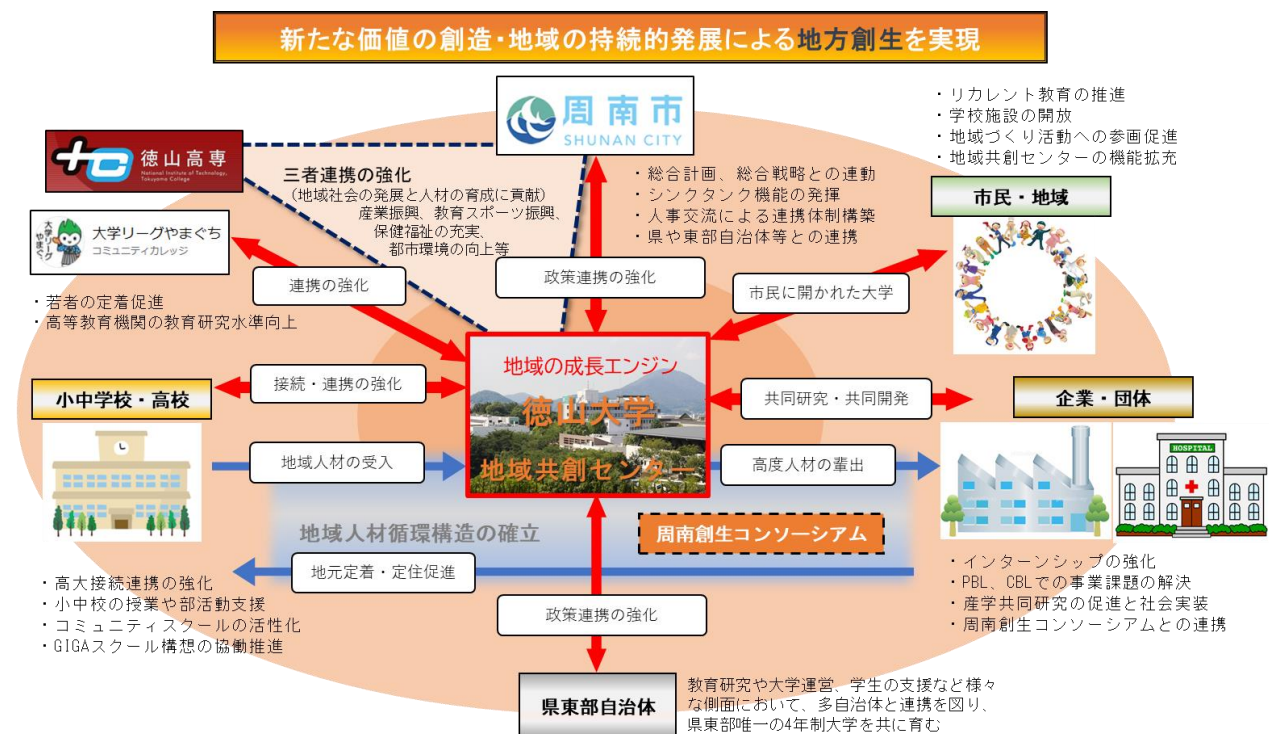 新たな価値の創造・地域の持続的発展による地方創生を実現
周南市
SHUNAN CITY
徳山高専
National Institute of Technology,
Tokuyama College
三者連携の強化
(地域社会の発展と人材の育成に貢献)
産業振興、教育スポーツ振興、
保健福祉の充実、
都市環境の向上等
・リカレント教育の推進
・学校施設の開放
・地域づくり活動への参画促進
・地域共創センターの機能拡充
・総合計画、総合戦略との連動
・シンクタンク機能の発揮
・人事交流による連携体制構築
・県や東部自治体等との連携
市民・地域
大学リーグやまぐち
大学リーグやまぐち
コミュニティカレッジ
連携の強化
政策連携の強化
市民に開かれた大学
・若者の定着促進
・高等教育機関の教育研究水準向上
地域の成長エンジン
徳山大学
地域共創センター
小中学校・高校
接続・連携の強化
共同研究・共同開発
企業・団体
HOSPITAL
地域人材の受入
高度人材の輩出
地域人材循環構造の確立
周南創生コンソーシアム
地元定着・定住促進
・高大接続連携の強化
・小中校の授業や部活動支援
・コミュニティスクールの活性化
・GIGAスクール構想の協働推進
・インターンシップの強化
・PBL、CBLでの事業課題の解決
・産学共同研究の促進と社会実装
・周南創生コンソーシアムとの連携
政策連携の強化
県東部自治体
教育研究や大学運営、学生の支援など様々
な側面において、多自治体と連携を図り、
県東部唯一の4年制大学を共に育む